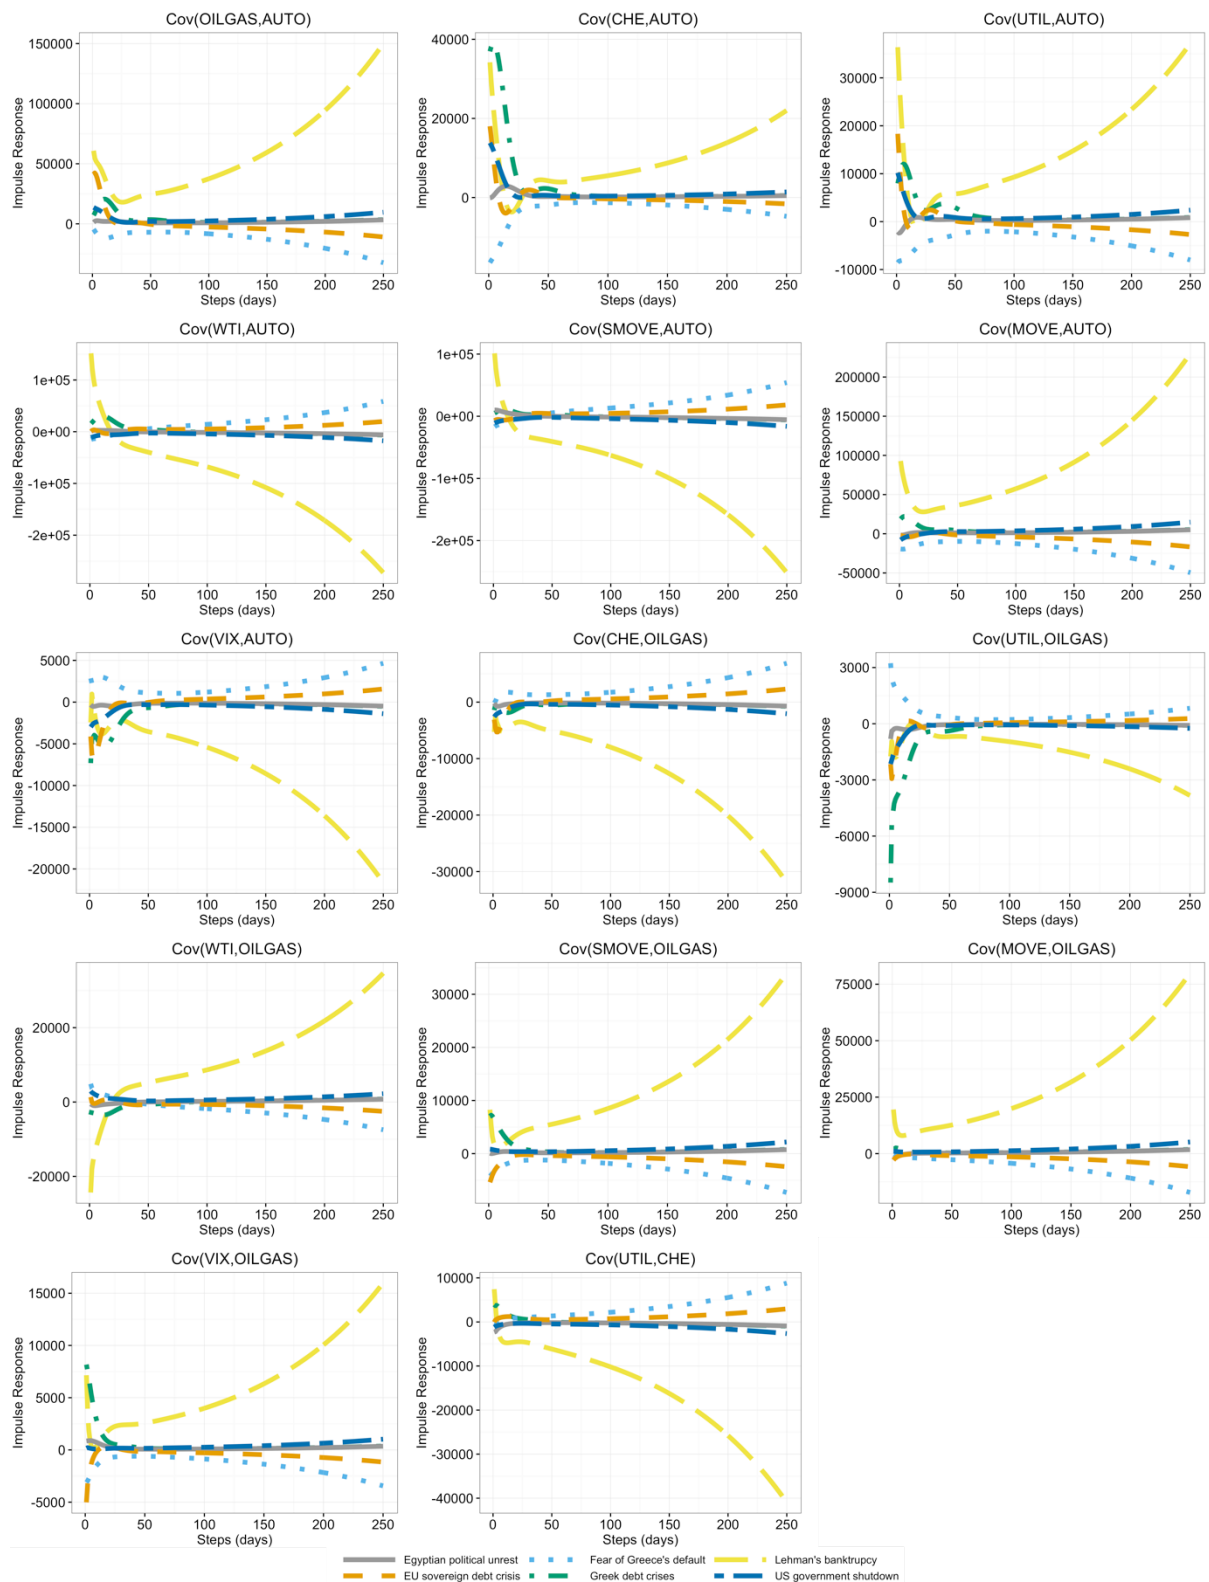 Cov(OILGAS,AUTO)
Impulse Response
150000
100000
50000
0
0 50 100 150 200 250
Steps (days)
Cov(CHE,AUTO)
Impulse Response
40000
20000
0
0 50 100 150 200 250
Steps (days)
Cov(UTIL,AUTO)
Impulse Response
30000
20000
10000
0
-10000
0 50 100 150 200 250
Steps (days)
Cov(WTI,AUTO)
Impulse Response
1e+05
0e+00
-1e+05
-2e+05
0 50 100 150 200 250
Steps (days)
Cov(SMOVE,AUTO)
Impulse Response
1e+05
0e+00
-1e+05
-2e+05
0 50 100 150 200 250
Steps (days)
Cov(MOVE,AUTO)
Impulse Response
200000
150000
100000
50000
0
-50000
0 50 100 150 200 250
Steps (days)
Cov(VIX,AUTO)
Impulse Response
5000
0
-5000
-10000
-15000
-20000
0 50 100 150 200 250
Steps (days)
Cov(CHE,OILGAS)
Impulse Response
0
-10000
-20000
-30000
0 50 100 150 200 250
Steps (days)
Cov(UTIL,OILGAS)
Impulse Response
3000
0
-3000
-6000
-9000
0 50 100 150 200 250
Steps (days)
Cov(WTI,OILGAS)
Impulse Response
20000
0
-20000
0 50 100 150 200 250
Steps (days)
Cov(SMOVE,OILGAS)
Impulse Response
30000
20000
10000
0
0 50 100 150 200 250
Steps (days)
Cov(MOVE,OILGAS)
Impulse Response
75000
50000
25000
0
0 50 100 150 200 250
Steps (days)
Cov(VIX,OILGAS)
Impulse Response
15000
10000
5000
0
-5000
0 50 100 150 200 250
Steps (days)
Cov(UTIL,CHE)
Impulse Response
10000
0
-10000
-20000
-30000
-40000
0 50 100 150 200 250
Steps (days)
Egyptian political unrest Fear of Greece's default Lehman's banktrupcy
EU sovereign debt crisis Greek debt crises US government shutdown